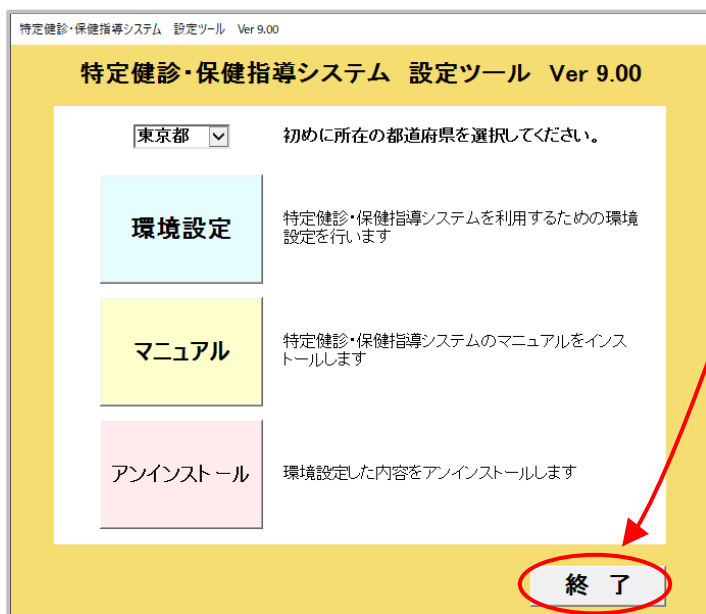 特定健診・保健指導システム 設定ツール Ver 9.00
特定健診・保健指導システム 設定ツール Ver 9.00
東京都
初めに所在の都道府県を選択してください。
環境設定
特定健診・保健指導システムを利用するための環境
設定を行います
マニュアル
特定健診・保健指導システムのマニュアルをインス
トールします
アンインストール
環境設定した内容をアンインストールします
終 了